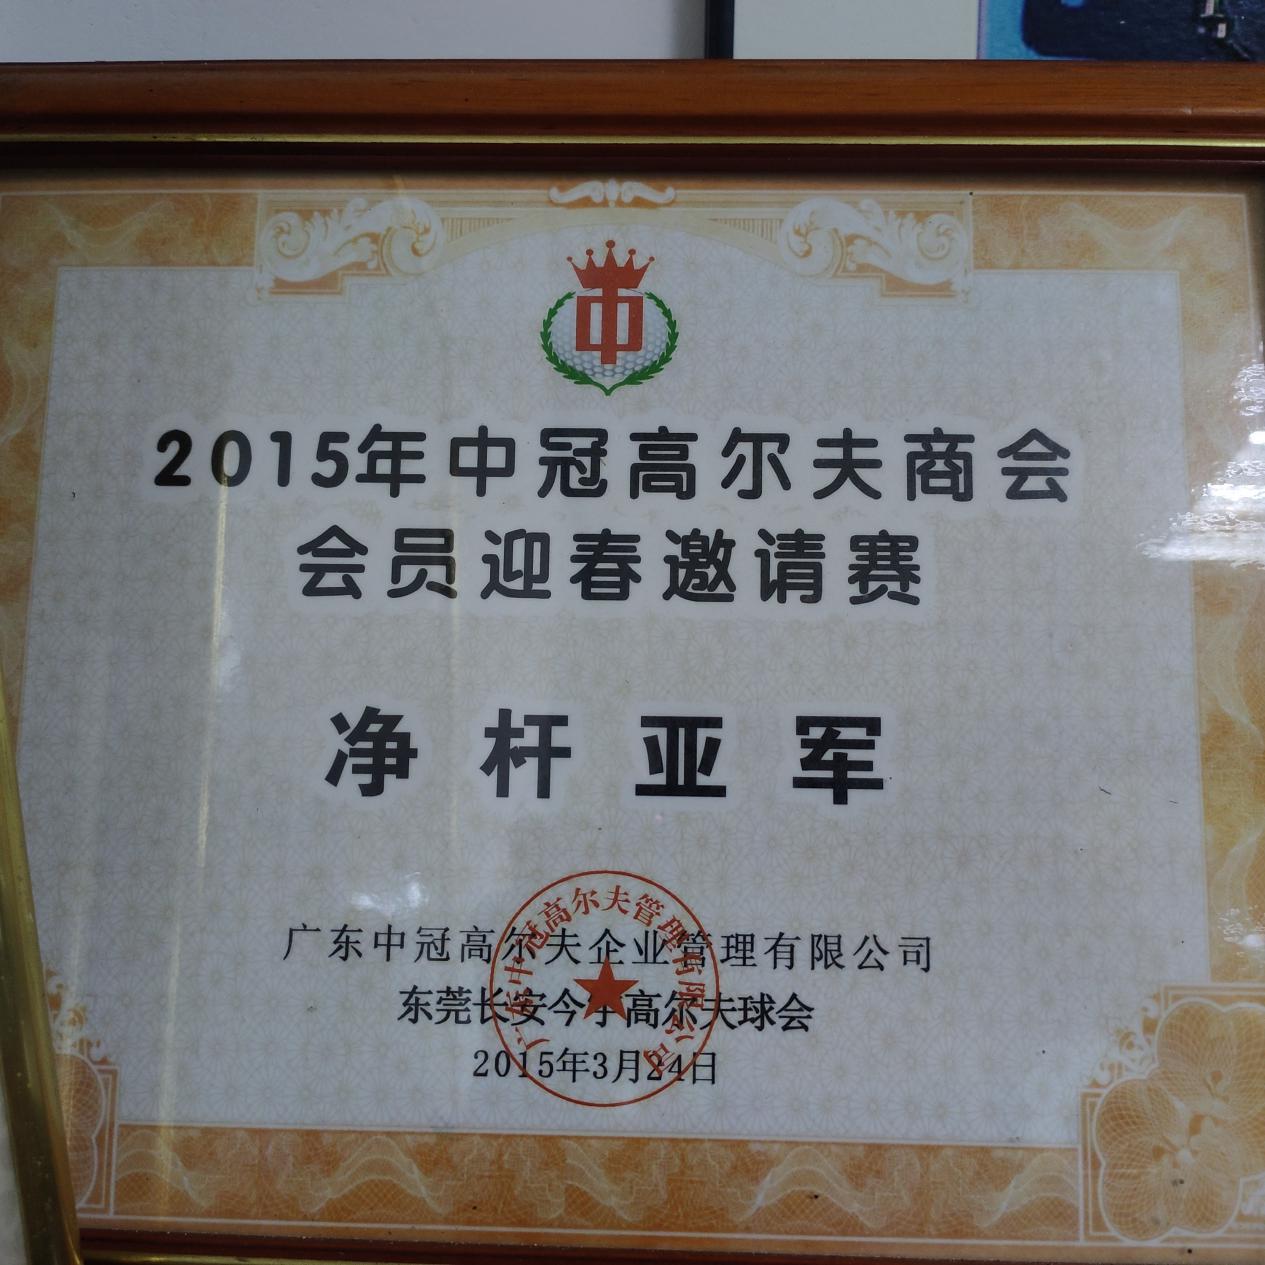 中
2015年中冠高尔夫商会
会员迎春邀请赛
净杆亚军
广东中冠高尔夫企业管理有限公司
东莞长安今宇高尔夫球会
2015年3月24日